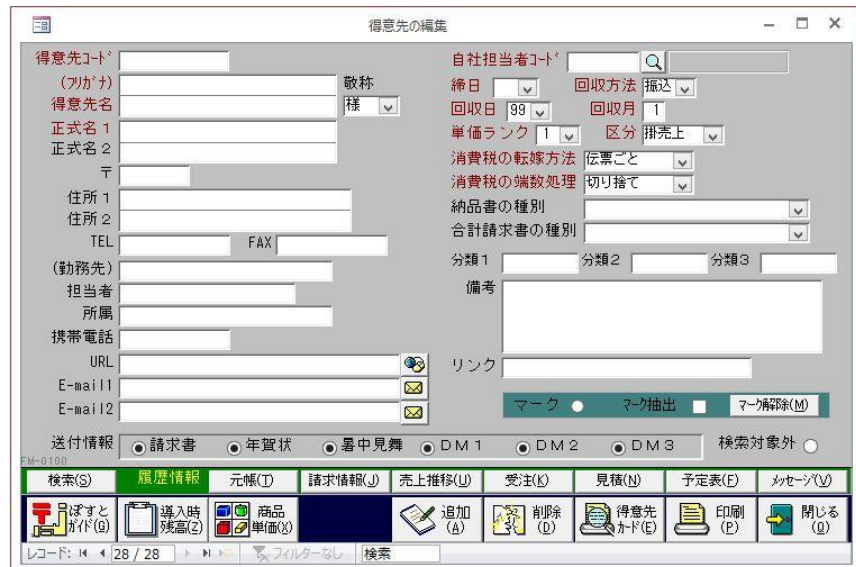 得意先の編集
得意先ｺｰﾄﾞ
(ﾌﾘｶﾞﾅ)
敬称
得意先名
様
正式名１
正式名２
〒
住所１
住所２
TEL
FAX
(勤務先)
担当者
所属
携帯電話
URL
E-mail1
E-mail2
自社担当者ｺｰﾄﾞ
締日
回収方法 振込
回収日 99
回収月 1
単価ランク 1
区分 掛売上
消費税の転嫁方法 伝票ごと
消費税の端数処理 切り捨て
納品書の種別
合計請求書の種別
分類１
分類２
分類３
備考
リンク
マーク
ﾏｰｸ抽出
ﾏｰｸ解除(M)
送付情報 請求書 年賀状 暑中見舞 ＤＭ１ ＤＭ２ ＤＭ３ 検索対象外
FM-0100
検索(S) 履歴情報 元帳(T) 請求情報(J) 売上推移(U) 受注(K) 見積(N) 予定表(F) ﾒｯｾｰｼﾞ(V)
ぽすと
ガイド(G)
導入時
残高(Z)
商品
単価(X)
追加
(A)
削除
(D)
得意先
ｶｰﾄﾞ(E)
印刷
(P)
閉じる
(Q)
レコード: 28 / 28 フィルターなし 検索